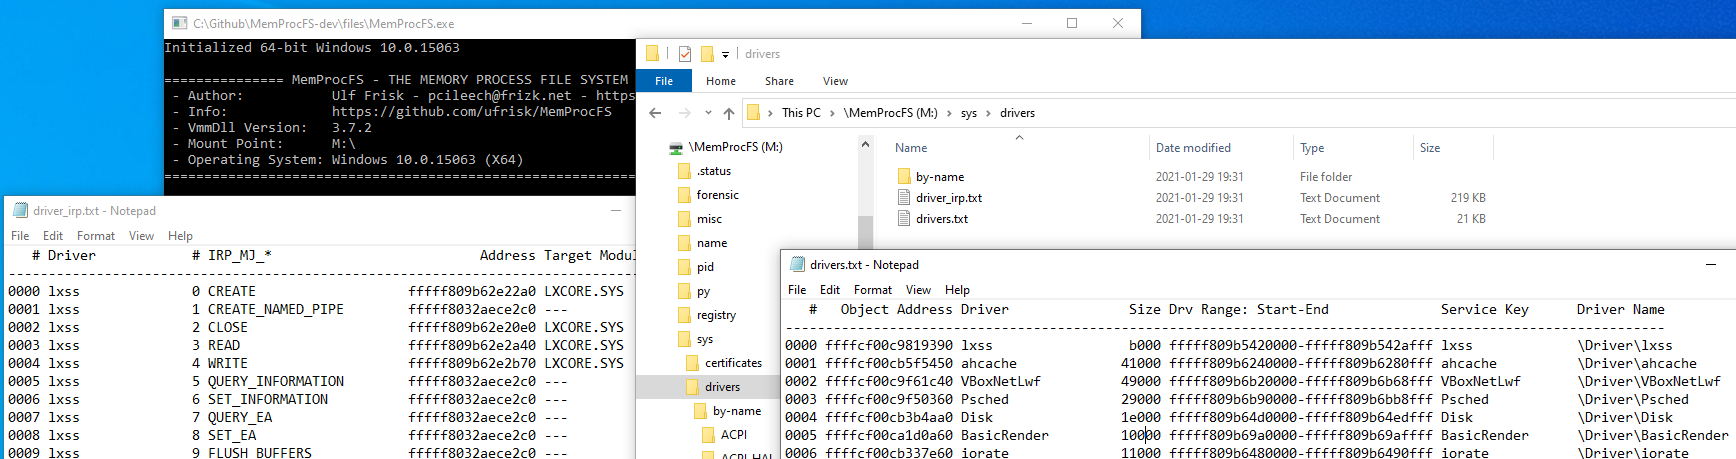 C:\Github\MemProcFS-dev\files\MemProcFS.exe
Initialized 64-bit Windows 10.0.15063
=============== MemProcFS - THE MEMORY PROCESS FILE SYSTEM
- Author: Ulf Frisk - pcileech@frizk.net - https
- Info: https://github.com/ufrisk/MemProcFS
- VmmDll Version: 3.7.2
- Mount Point: M:\
- Operating System: Windows 10.0.15063 (X64)
==========================================================
drivers
File Home Share View
This PC > \MemProcFS (M:) > sys > drivers
\MemProcFS (M:)
.status
forensic
misc
name
pid
py
registry
sys
certificates
drivers
by-name
ACPI
ACPI_HAL
Name Date modified Type Size
by-name 2021-01-29 19:31 File folder
driver_irp.txt 2021-01-29 19:31 Text Document 219 KB
drivers.txt 2021-01-29 19:31 Text Document 21 KB
driver_irp.txt - Notepad
File Edit Format View Help
# Driver # IRP_MJ_* Address Target Modul
--------------------------------------------------------------------------------
0000 lxss 0 CREATE fffff809b62e22a0 LXCORE.SYS
0001 lxss 1 CREATE_NAMED_PIPE fffff8032aece2c0 ---
0002 lxss 2 CLOSE fffff809b62e20e0 LXCORE.SYS
0003 lxss 3 READ fffff809b62e2a40 LXCORE.SYS
0004 lxss 4 WRITE fffff809b62e2b70 LXCORE.SYS
0005 lxss 5 QUERY_INFORMATION fffff8032aece2c0 ---
0006 lxss 6 SET_INFORMATION fffff8032aece2c0 ---
0007 lxss 7 QUERY_EA fffff8032aece2c0 ---
0008 lxss 8 SET_EA fffff8032aece2c0 ---
0009 lxss 9 FLUSH_BUFFERS fffff8032aece2c0 ---
drivers.txt - Notepad
File Edit Format View Help
# Object Address Driver Size Drv Range: Start-End Service Key Driver Name
--------------------------------------------------------------------------------
0000 ffffcf00c9819390 lxss b000 fffff809b5420000-fffff809b542afff lxss \Driver\lxss
0001 ffffcf00cb5f5450 ahcache 41000 fffff809b6240000-fffff809b6280fff ahcache \Driver\ahcache
0002 ffffcf00c9f61c40 VBoxNetLwf 49000 fffff809b6b20000-fffff809b6b68fff VBoxNetLwf \Driver\VBoxNetLwf
0003 ffffcf00c9f50360 Psched 29000 fffff809b6b90000-fffff809b6bb8fff Psched \Driver\Psched
0004 ffffcf00cb3b4aa0 Disk 1e000 fffff809b64d0000-fffff809b64edfff Disk \Driver\Disk
0005 ffffcf00ca1d0a60 BasicRender 10000 fffff809b69a0000-fffff809b69affff BasicRender \Driver\BasicRender
0006 ffffcf00cb337e60 iorate 11000 fffff809b6480000-fffff809b6490fff iorate \Driver\iorate